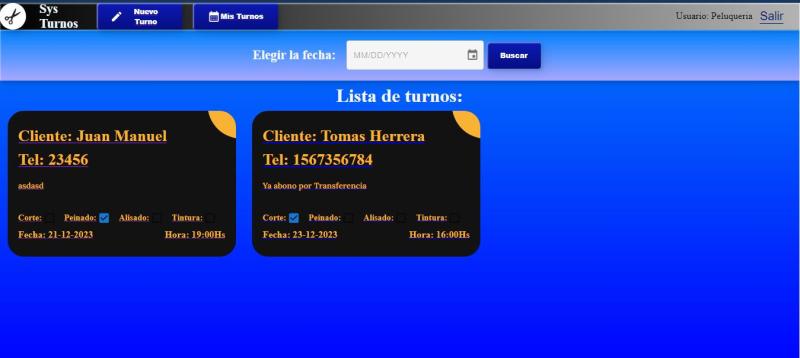 Sys
Turnos
Nuevo
Turno
Mis Turnos
Usuario: Peluqueria
Salir
Elegir la fecha:
MM/DD/YYYY
Buscar
Lista de turnos:
Cliente: Juan Manuel
Tel: 23456
asdasd
Corte: Peinado: Alisado: Tintura:
Fecha: 21-12-2023 Hora: 19:00Hs
Cliente: Tomas Herrera
Tel: 1567356784
Ya abono por Transferencia
Corte: Peinado: Alisado: Tintura:
Fecha: 23-12-2023 Hora: 16:00Hs